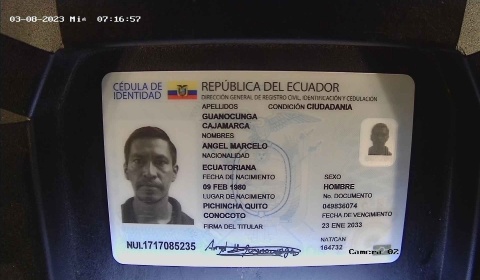 03-08-2023 Mié 07:16:57
CÉDULA DE IDENTIDAD
REPÚBLICA DEL ECUADOR
DIRECCIÓN GENERAL DE REGISTRO CIVIL, IDENTIFICACIÓN Y CEDULACIÓN
APELLIDOS CONDICIÓN CIUDADANÍA
GUANOCUNGA
CAJAMARCA
NOMBRES
ANGEL MARCELO
NACIONALIDAD
ECUATORIANA
FECHA DE NACIMIENTO SEXO
09 FEB 1980 HOMBRE
LUGAR DE NACIMIENTO No. DOCUMENTO
PICHINCHA QUITO 049836074
CONOCOTO FECHA DE VENCIMIENTO
FIRMA DEL TITULAR 23 ENE 2033
NAT/CAN
NUI.1717085235 164732
Camera 02